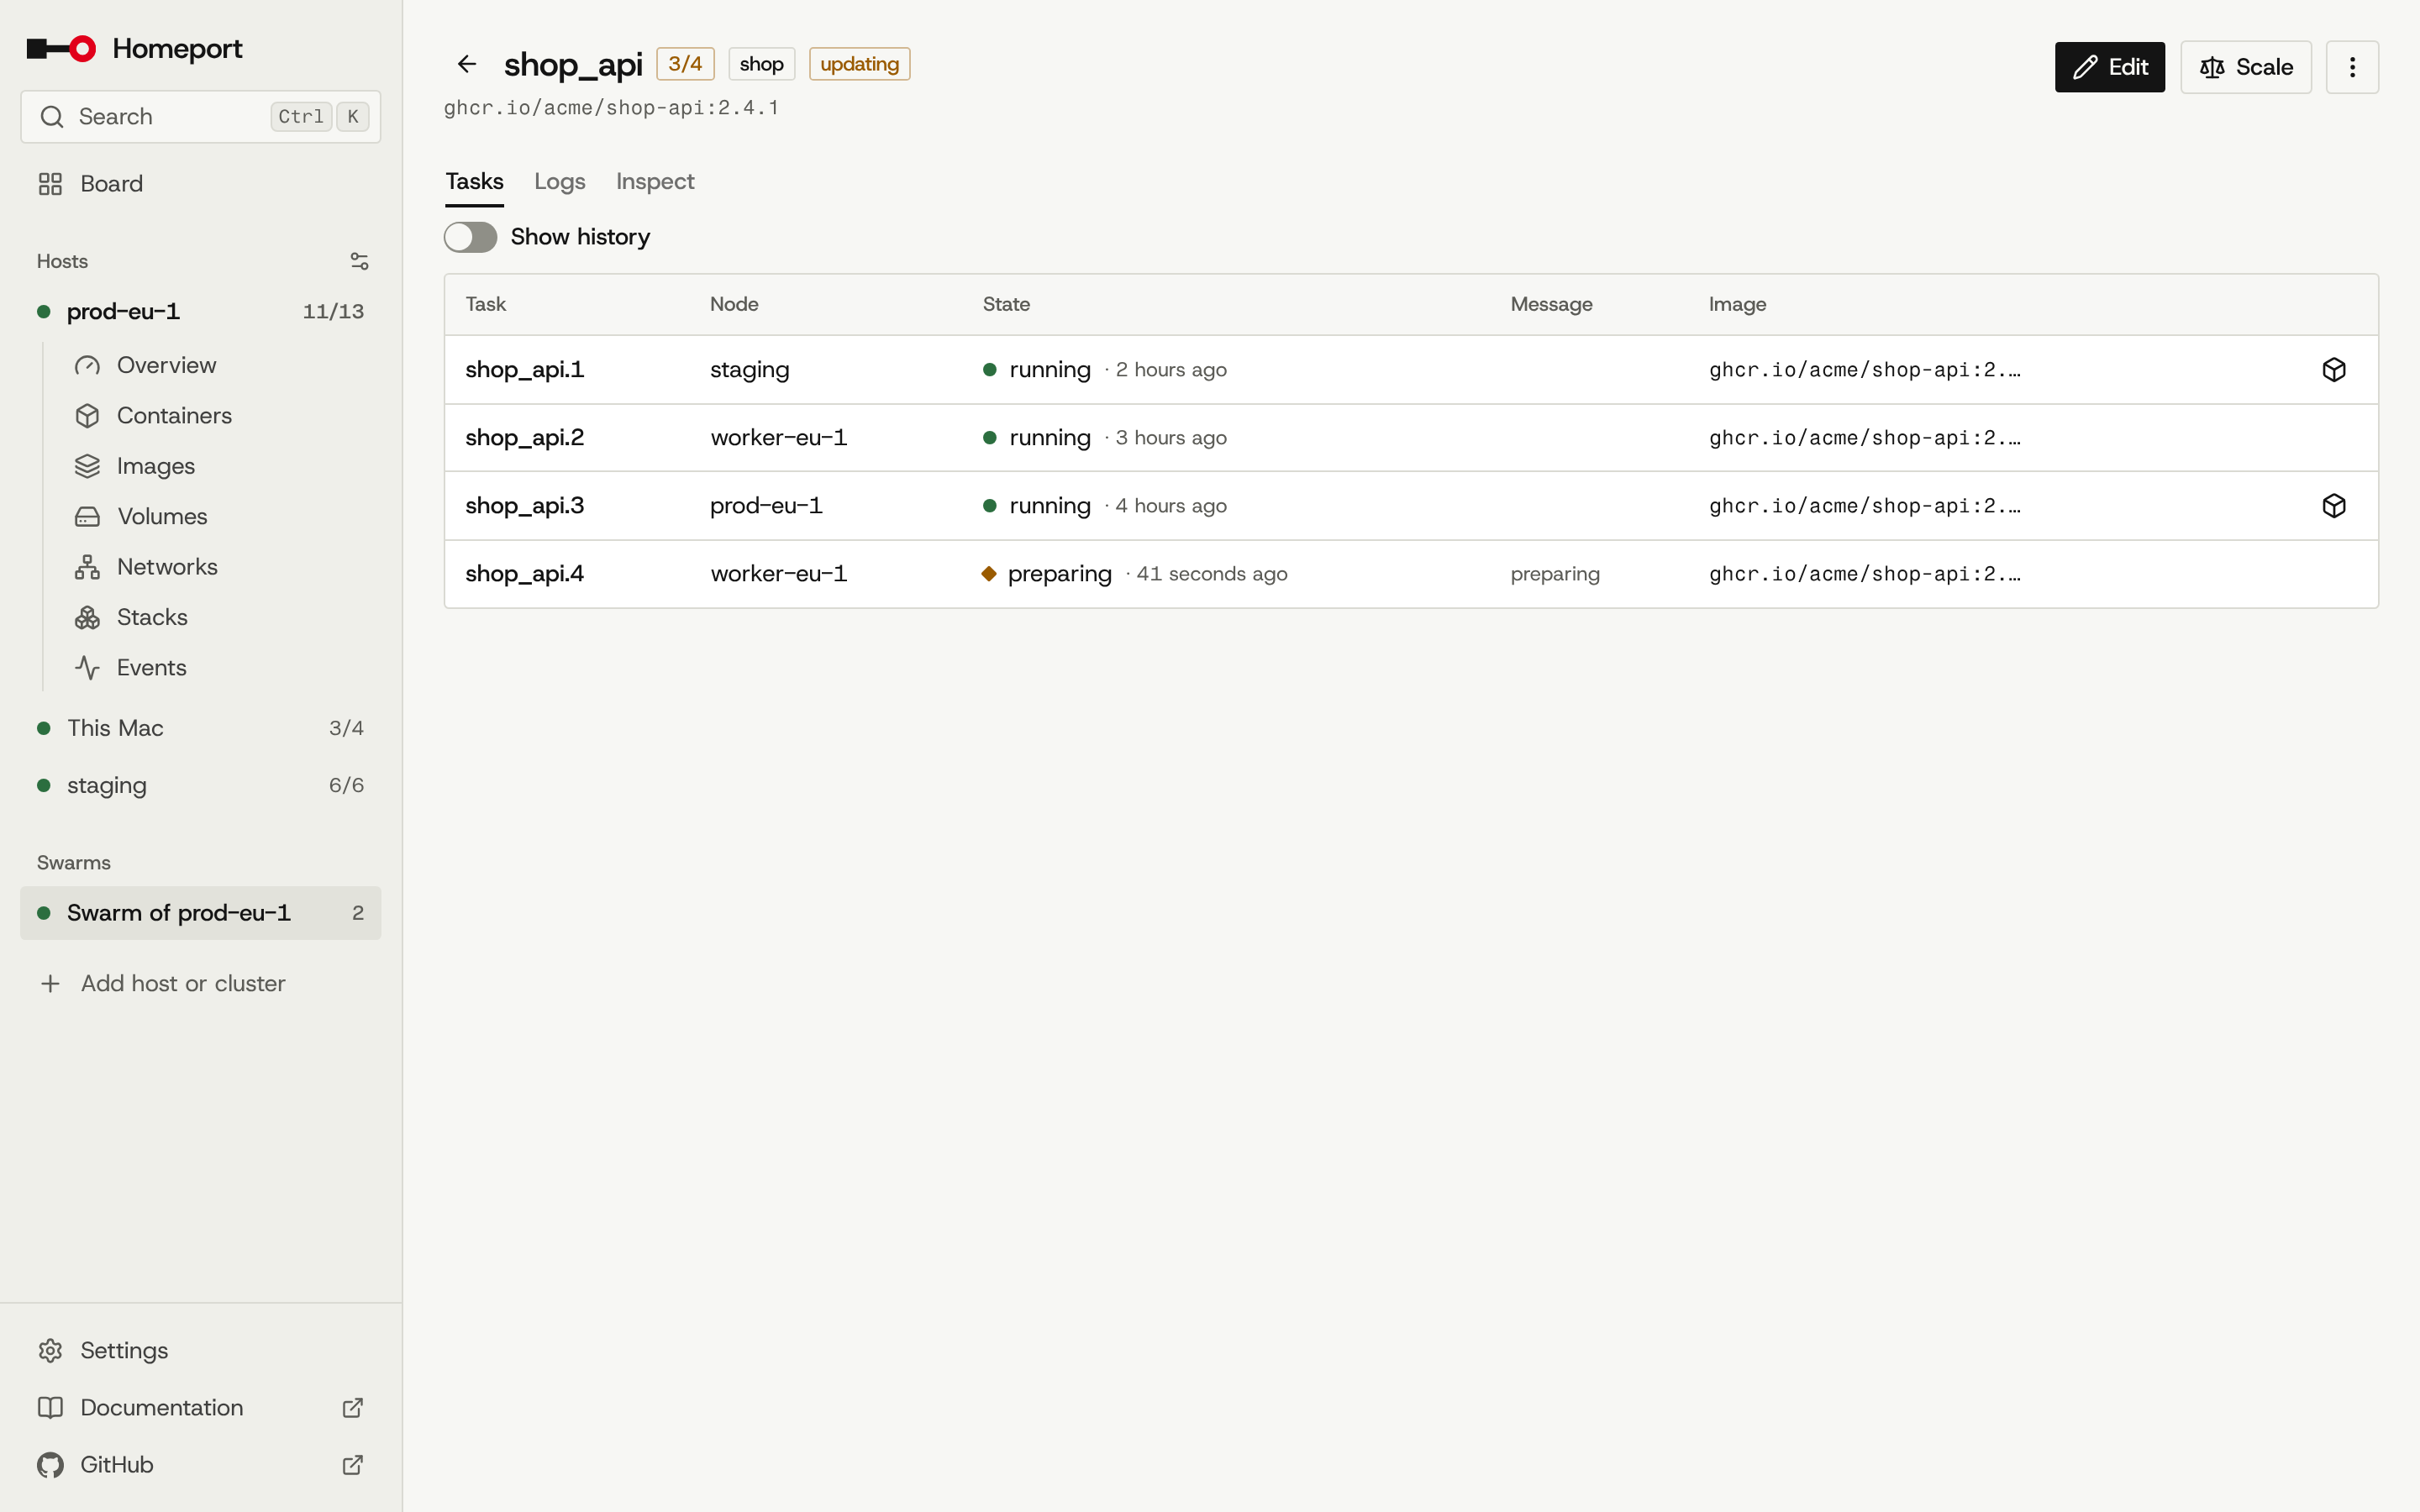 Homeport
Search Ctrl K
Board
Hosts
prod-eu-1 11/13
Overview
Containers
Images
Volumes
Networks
Stacks
Events
This Mac 3/4
staging 6/6
Swarms
Swarm of prod-eu-1 2
Add host or cluster
Settings
Documentation
GitHub
shop_api 3/4 shop updating
ghcr.io/acme/shop-api:2.4.1
Edit Scale
Tasks Logs Inspect
Show history
Task Node State Message Image
shop_api.1 staging running · 2 hours ago ghcr.io/acme/shop-api:2.…
shop_api.2 worker-eu-1 running · 3 hours ago ghcr.io/acme/shop-api:2.…
shop_api.3 prod-eu-1 running · 4 hours ago ghcr.io/acme/shop-api:2.…
shop_api.4 worker-eu-1 preparing · 41 seconds ago preparing ghcr.io/acme/shop-api:2.…